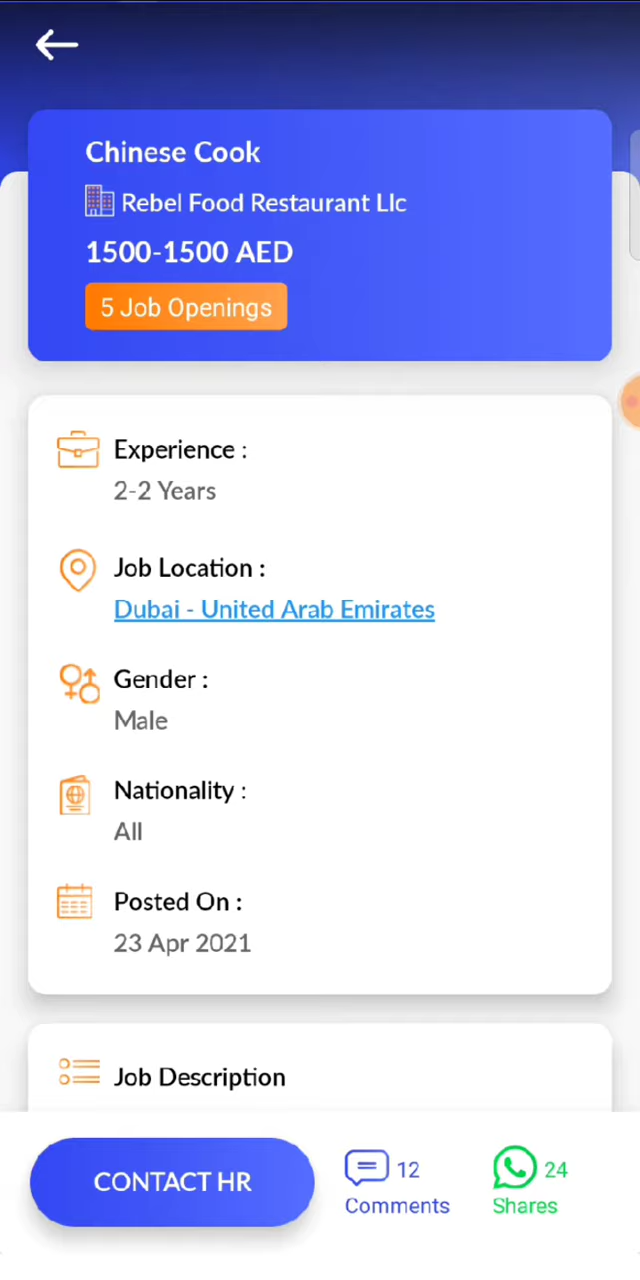 Chinese Cook
Rebel Food Restaurant Llc
1500-1500 AED
5 Job Openings
Experience :
2-2 Years
Job Location :
Dubai - United Arab Emirates
Gender :
Male
Nationality :
All
Posted On :
23 Apr 2021
Job Description
CONTACT HR
12
Comments
24
Shares